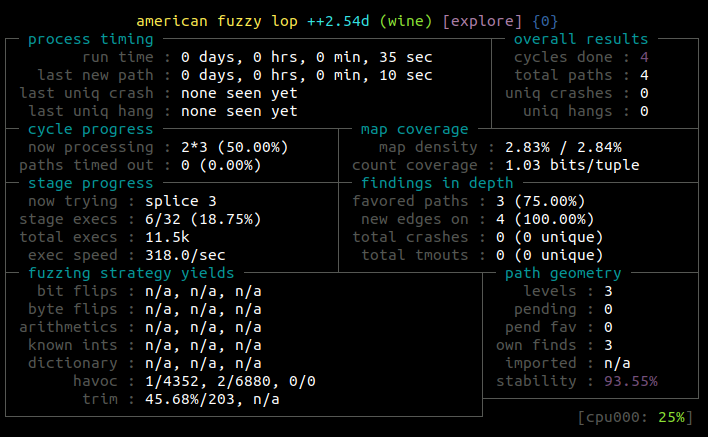 american fuzzy lop ++2.54d (wine) [explore] {0}
process timing overall results
run time : 0 days, 0 hrs, 0 min, 35 sec cycles done : 4
last new path : 0 days, 0 hrs, 0 min, 10 sec total paths : 4
last uniq crash : none seen yet uniq crashes : 0
last uniq hang : none seen yet uniq hangs : 0
cycle progress map coverage
now processing : 2*3 (50.00%) map density : 2.83% / 2.84%
paths timed out : 0 (0.00%) count coverage : 1.03 bits/tuple
stage progress findings in depth
now trying : splice 3 favored paths : 3 (75.00%)
stage execs : 6/32 (18.75%) new edges on : 4 (100.00%)
total execs : 11.5k total crashes : 0 (0 unique)
exec speed : 318.0/sec total tmouts : 0 (0 unique)
fuzzing strategy yields path geometry
bit flips : n/a, n/a, n/a levels : 3
byte flips : n/a, n/a, n/a pending : 0
arithmetics : n/a, n/a, n/a pend fav : 0
known ints : n/a, n/a, n/a own finds : 3
dictionary : n/a, n/a, n/a imported : n/a
havoc : 1/4352, 2/6880, 0/0 stability : 93.55%
trim : 45.68%/203, n/a
[cpu000: 25%]